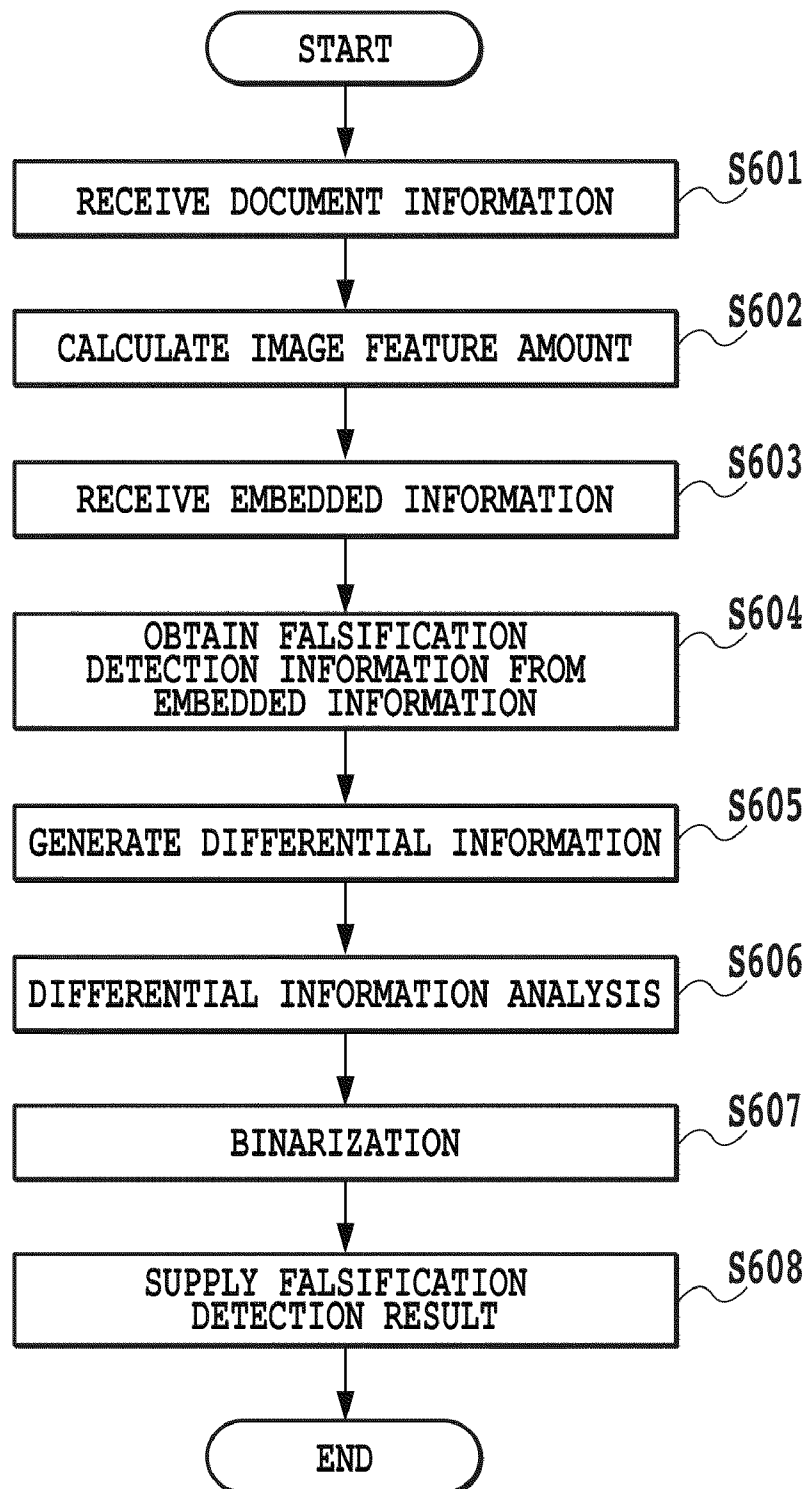 START
RECEIVE DOCUMENT INFORMATION
S601
CALCULATE IMAGE FEATURE AMOUNT
S602
RECEIVE EMBEDDED INFORMATION
S603
OBTAIN FALSIFICATION
DETECTION INFORMATION FROM
EMBEDDED INFORMATION
S604
GENERATE DIFFERENTIAL INFORMATION
S605
DIFFERENTIAL INFORMATION ANALYSIS
S606
BINARIZATION
S607
SUPPLY FALSIFICATION
DETECTION RESULT
S608
END